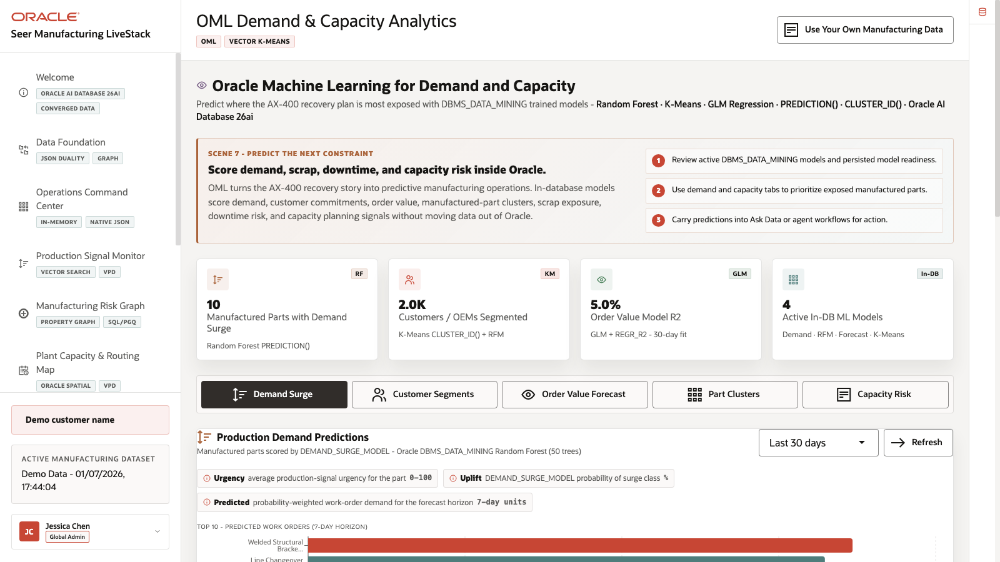 ORACLE
Seer Manufacturing LiveStack
Welcome
ORACLE AI DATABASE 26AI
CONVERGED DATA
Data Foundation
JSON DUALITY
GRAPH
Operations Command
Center
IN-MEMORY
NATIVE JSON
Production Signal Monitor
VECTOR SEARCH
VPD
Manufacturing Risk Graph
PROPERTY GRAPH
SQL/PGQ
Plant Capacity & Routing
Map
ORACLE SPATIAL
VPD
Demo customer name
ACTIVE MANUFACTURING DATASET
Demo Data - 01/07/2026,
17:44:04
JC
Jessica Chen
Global Admin
OML Demand & Capacity Analytics
OML
VECTOR K-MEANS
Use Your Own Manufacturing Data
Oracle Machine Learning for Demand and Capacity
Predict where the AX-400 recovery plan is most exposed with DBMS_DATA_MINING trained models - Random Forest · K-Means · GLM Regression · PREDICTION() · CLUSTER_ID() · Oracle AI
Database 26ai
SCENE 7 - PREDICT THE NEXT CONSTRAINT
Score demand, scrap, downtime, and capacity risk inside Oracle.
OML turns the AX-400 recovery story into predictive manufacturing operations. In-database models
score demand, customer commitments, order value, manufactured-part clusters, scrap exposure,
downtime risk, and capacity planning signals without moving data out of Oracle.
1 Review active DBMS_DATA_MINING models and persisted model readiness.
2 Use demand and capacity tabs to prioritize exposed manufactured parts.
3 Carry predictions into Ask Data or agent workflows for action.
RF
10
Manufactured Parts with Demand
Surge
Random Forest PREDICTION()
KM
2.0K
Customers / OEMs Segmented
K-Means CLUSTER_ID() + RFM
GLM
5.0%
Order Value Model R2
GLM + REGR_R2 - 30-day fit
In-DB
4
Active In-DB ML Models
Demand · RFM · Forecast · K-Means
Demand Surge
Customer Segments
Order Value Forecast
Part Clusters
Capacity Risk
Production Demand Predictions
Manufactured parts scored by DEMAND_SURGE_MODEL - Oracle DBMS_DATA_MINING Random Forest (50 trees)
Last 30 days
Refresh
Urgency average production-signal urgency for the part 0–100
Uplift DEMAND_SURGE_MODEL probability of surge class %
Predicted probability-weighted work-order demand for the forecast horizon 7-day units
TOP 10 - PREDICTED WORK ORDERS (7-DAY HORIZON)
Welded Structural
Bracke...
Line Changeover